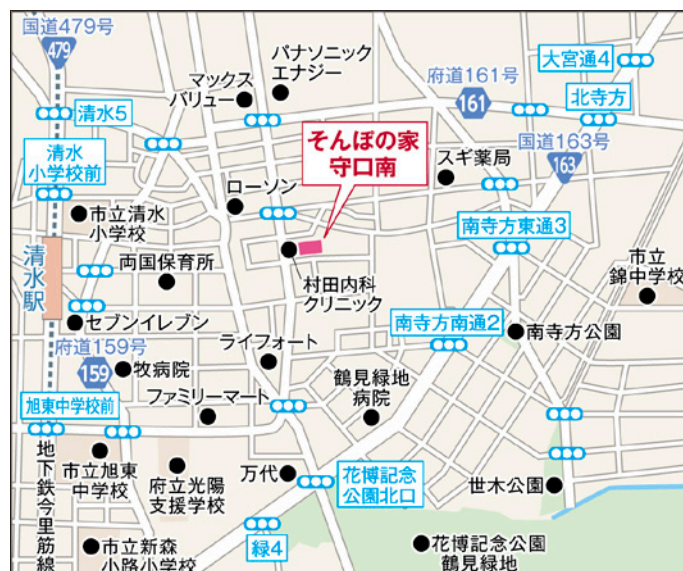 国道479号
479
パナソニック
エナジー
マックス
バリュー
大宮通4
府道161号
161
北寺方
清水5
清水
小学校前
そんぽの家
守口南
国道163号
163
スギ薬局
ローソン
市立清水
小学校
南寺方東通3
清水駅
両国保育所
村田内科
クリニック
市立
錦中学校
セブンイレブン
南寺方南通2
南寺方公園
府道159号
159
ライフォート
牧病院
鶴見緑地
病院
ファミリーマート
旭東中学校前
市立旭東
中学校
府立光陽
支援学校
万代
花博記念
公園北口
世木公園
地下鉄今里筋線
緑4
市立新森
小路小学校
花博記念公園
鶴見緑地